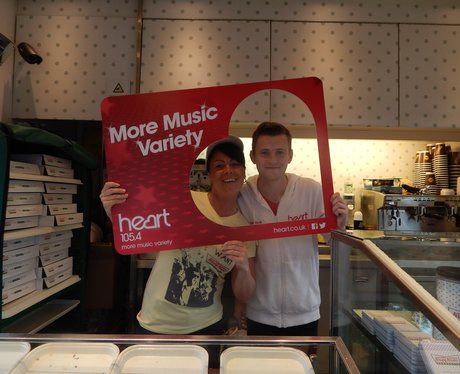 More Music
Variety
heart
105.4
more music variety
heart
heart.co.uk